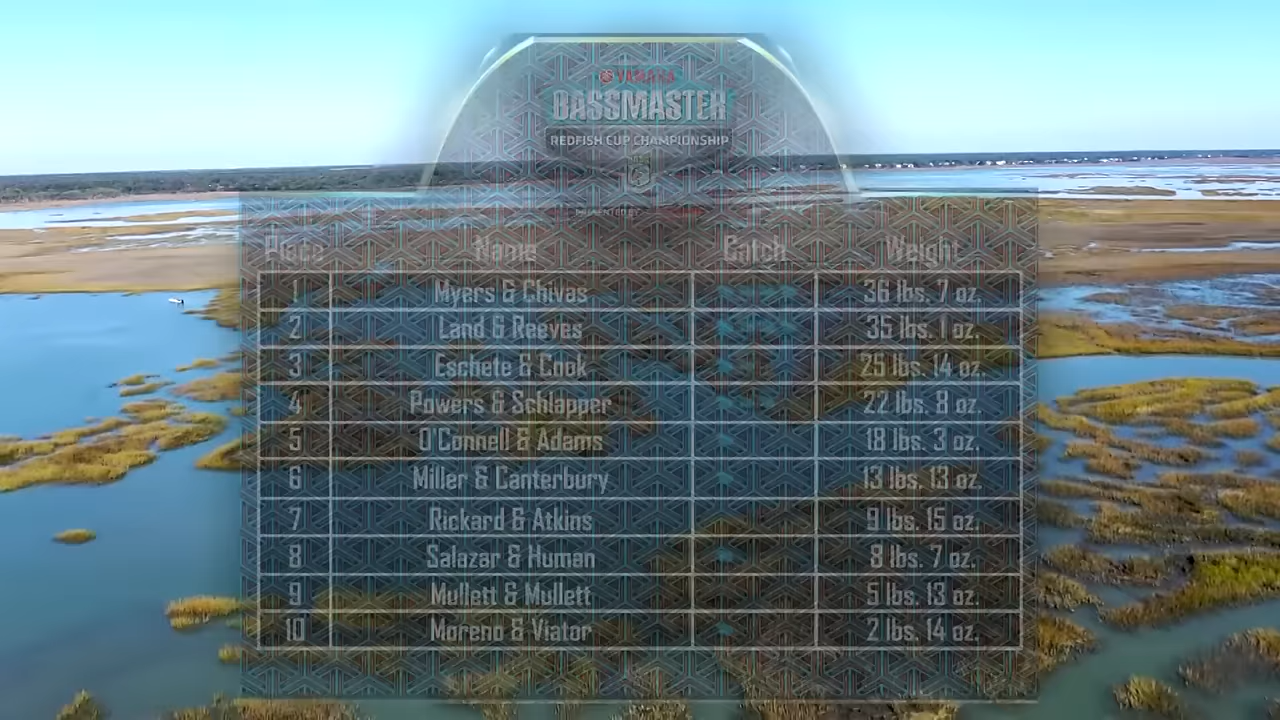 YAMAHA
BASSMASTER
REDFISH CUP CHAMPIONSHIP
PRESENTED BY
Place Name Catch Weight
1 Myers & Chivas 36 lbs. 7 oz.
2 Land & Reeves 35 lbs. 1 oz.
3 Eschete & Cook 25 lbs. 14 oz.
4 Powers & Schlapper 22 lbs. 8 oz.
5 O'Connell & Adams 18 lbs. 3 oz.
6 Miller & Canterbury 13 lbs. 13 oz.
7 Rickard & Atkins 9 lbs. 15 oz.
8 Salazar & Human 8 lbs. 7 oz.
9 Mullett & Mullett 5 lbs. 13 oz.
10 Moreno & Viator 2 lbs. 14 oz.